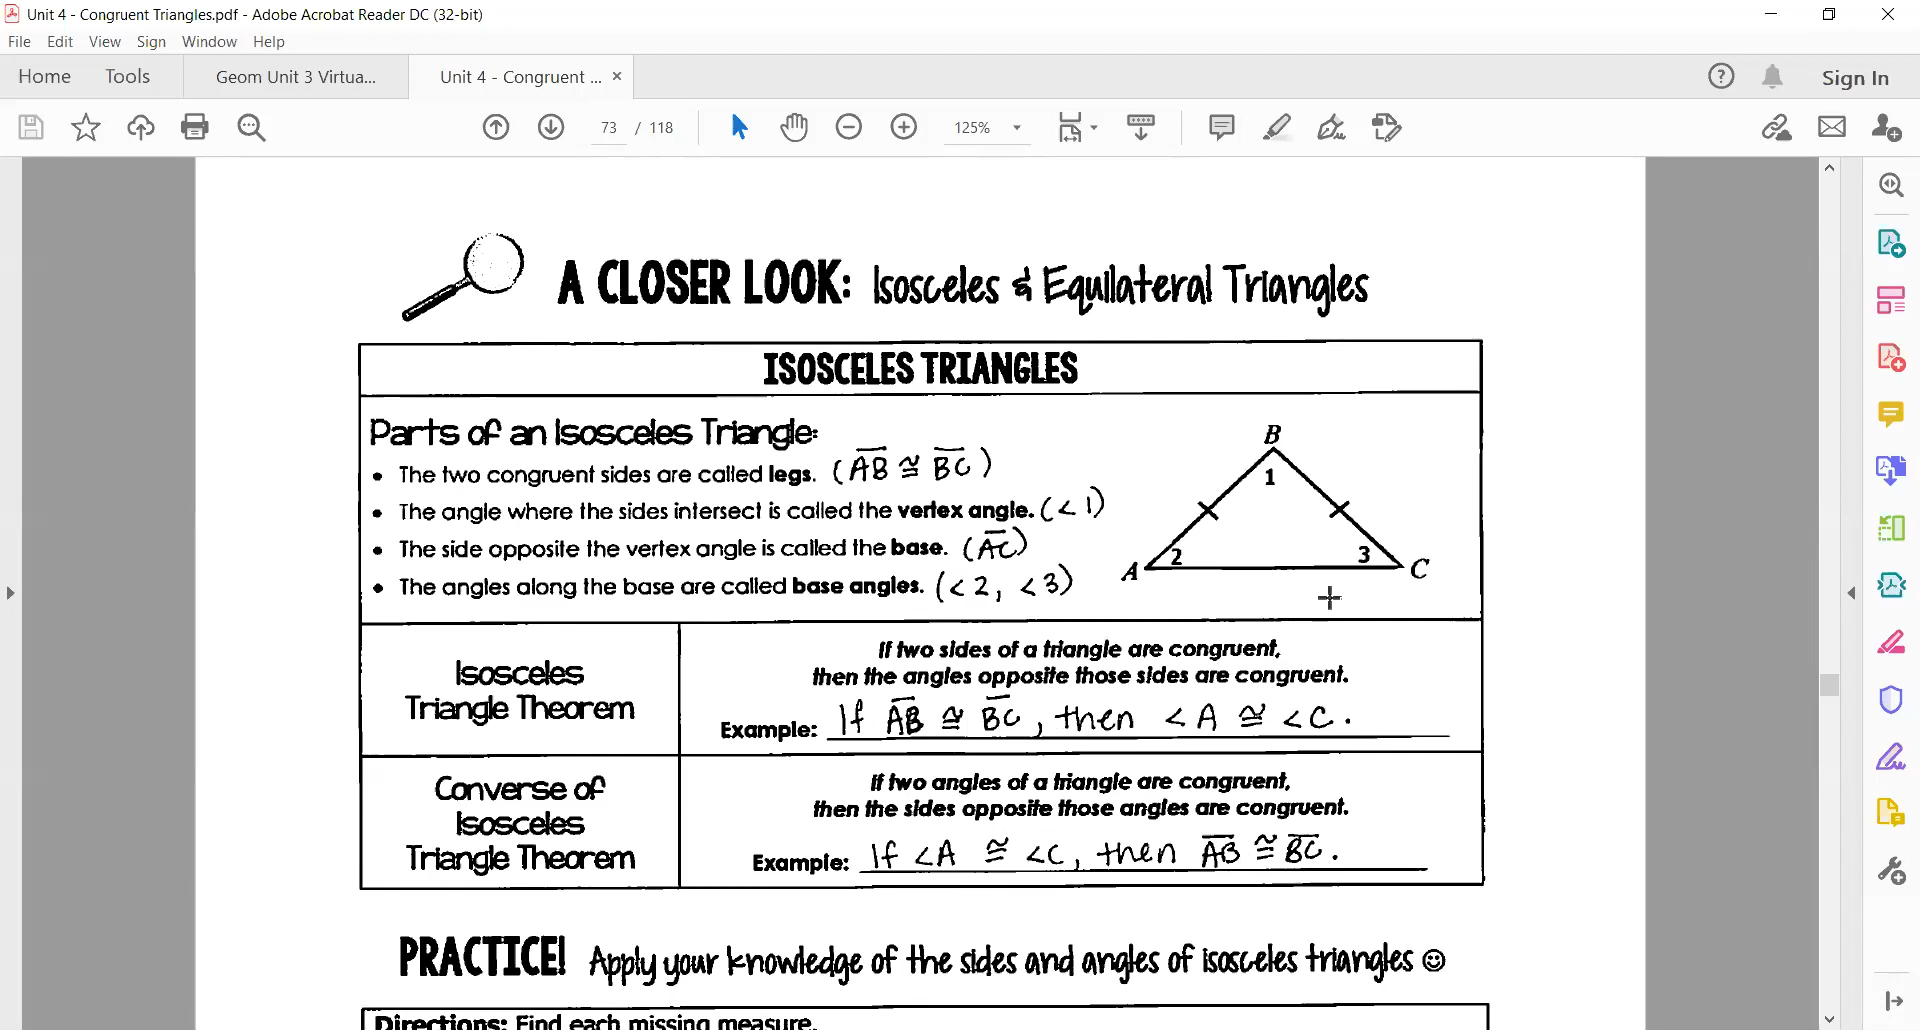 Unit 4 - Congruent Triangles.pdf - Adobe Acrobat Reader DC (32-bit)
File Edit View Sign Window Help
Home Tools Geom Unit 3 Virtua... Unit 4 - Congruent ... × Sign In
73 / 118 125%
A CLOSER LOOK: Isosceles & Equilateral Triangles
ISOSCELES TRIANGLES
Parts of an Isosceles Triangle:
• The two congruent sides are called legs. (A̅B̅ ≅ B̅C̅)
• The angle where the sides intersect is called the vertex angle. (∠1)
• The side opposite the vertex angle is called the base. (A̅C̅)
• The angles along the base are called base angles. (∠2, ∠3)
B
1
A 2 3 C
Isosceles
Triangle Theorem
If two sides of a triangle are congruent,
then the angles opposite those sides are congruent.
Example: If A̅B̅ ≅ B̅C̅, then ∠A ≅ ∠C.
Converse of
Isosceles
Triangle Theorem
If two angles of a triangle are congruent,
then the sides opposite those angles are congruent.
Example: If ∠A ≅ ∠C, then A̅B̅ ≅ B̅C̅.
PRACTICE! Apply your knowledge of the sides and angles of isosceles triangles ☺
Directions: Find each missing measure.